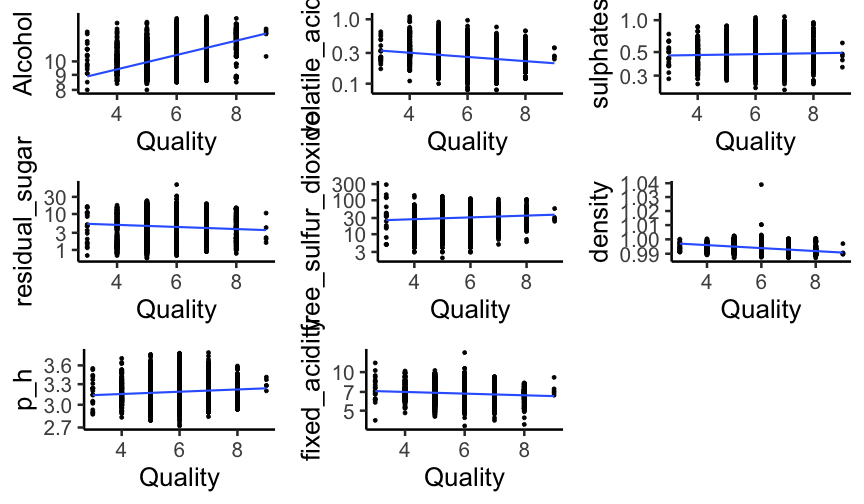 Alcohol
10
9
8
4 6 8
Quality
volatile_acid
1.0
0.3
0.1
4 6 8
Quality
sulphates
1.0
0.5
0.3
4 6 8
Quality
residual_sugar
30
10
3
1
4 6 8
Quality
free_sulfur_dioxide
300
100
30
10
3
4 6 8
Quality
density
1.04
1.03
1.02
1.01
1.00
0.99
4 6 8
Quality
p_h
3.6
3.3
3.0
2.7
4 6 8
Quality
fixed_acidity
10
7
5
4 6 8
Quality